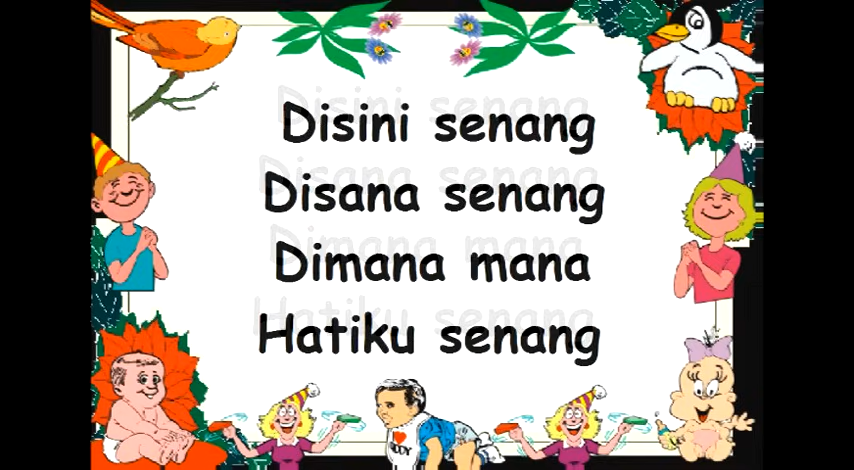 Disini senang
Disana senang
Dimana mana
Hatiku senang